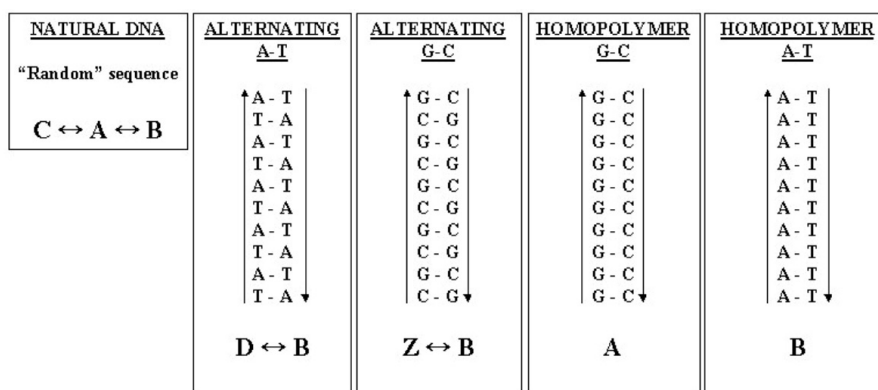 NATURAL DNA
“Random” sequence
C ↔ A ↔ B
ALTERNATING
A-T
A - T
T - A
A - T
T - A
A - T
T - A
A - T
T - A
A - T
T - A
D ↔ B
ALTERNATING
G-C
G - C
C - G
G - C
C - G
G - C
C - G
G - C
C - G
G - C
C - G
Z ↔ B
HOMOPOLYMER
G-C
G - C
G - C
G - C
G - C
G - C
G - C
G - C
G - C
G - C
G - C
A
HOMOPOLYMER
A-T
A - T
A - T
A - T
A - T
A - T
A - T
A - T
A - T
A - T
A - T
B